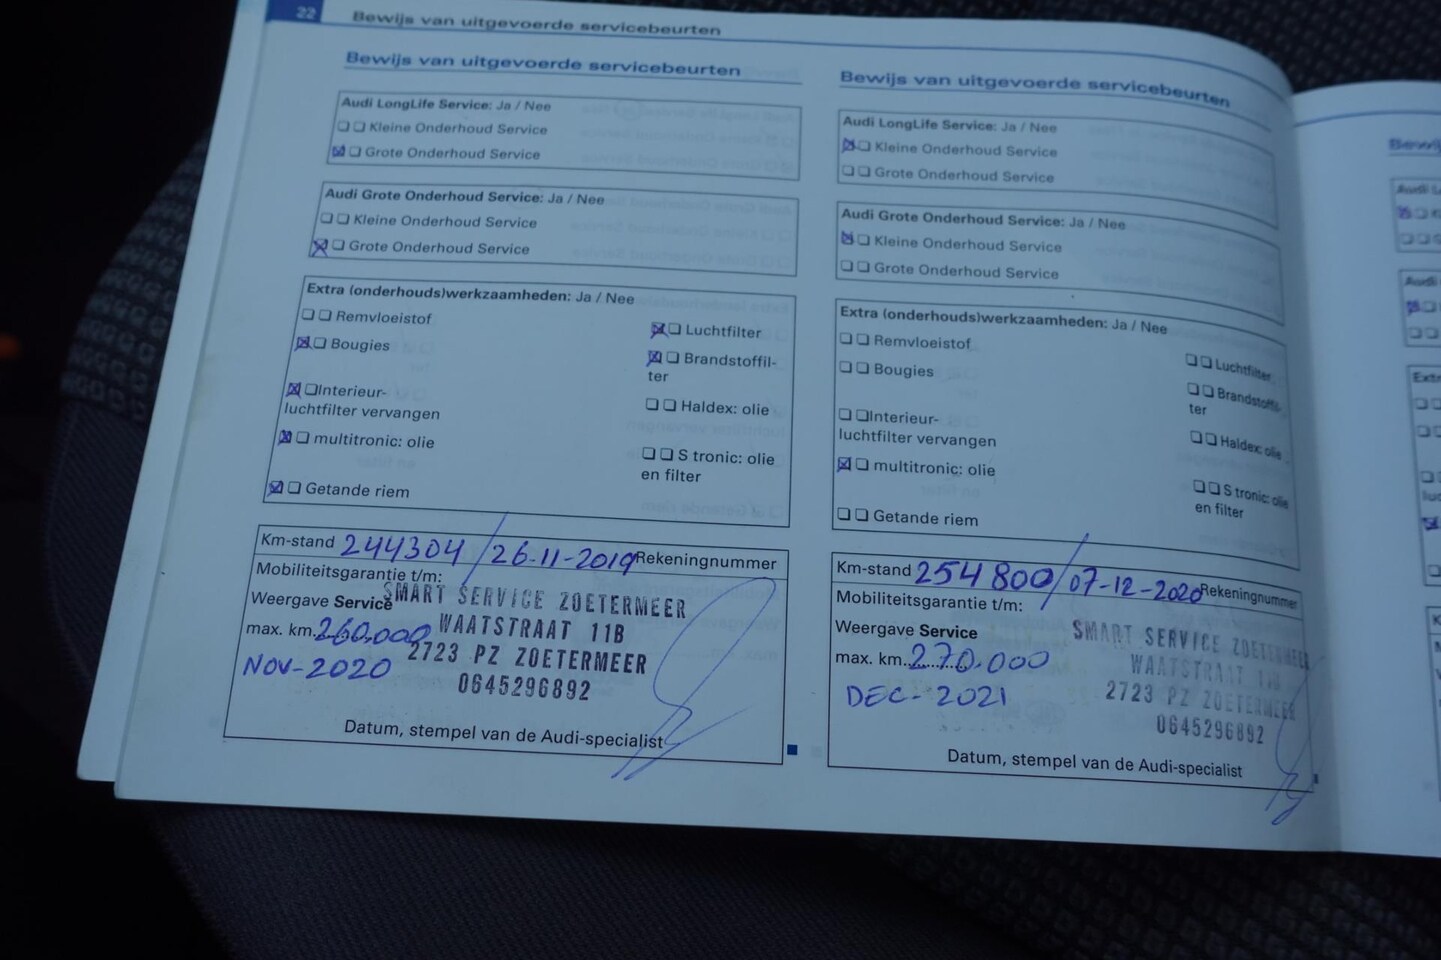 22 Bewijs van uitgevoerde servicebeurten
Bewijs van uitgevoerde servicebeurten
Audi LongLife Service: Ja / Nee
Kleine Onderhoud Service
Grote Onderhoud Service
Audi Grote Onderhoud Service: Ja / Nee
Kleine Onderhoud Service
Grote Onderhoud Service
Extra (onderhouds)werkzaamheden: Ja / Nee
Remvloeistof
Luchtfilter
Bougies
Brandstoffil-
ter
Interieur-
luchtfilter vervangen
Haldex: olie
multitronic: olie
S tronic: olie
en filter
Getande riem
Km-stand 244304 / 26-11-2019 Rekeningnummer
Mobiliteitsgarantie t/m:
SMART SERVICE ZOETERMEER
Weergave Service
WAATSTRAAT 11B
max. km. 260,000
2723 PZ ZOETERMEER
NOV-2020
0645296892
Datum, stempel van de Audi-specialist
Bewijs van uitgevoerde servicebeurten
Audi LongLife Service: Ja / Nee
Kleine Onderhoud Service
Grote Onderhoud Service
Audi Grote Onderhoud Service: Ja / Nee
Kleine Onderhoud Service
Grote Onderhoud Service
Extra (onderhouds)werkzaamheden: Ja / Nee
Remvloeistof
Luchtfilter
Bougies
Brandstoffil-
ter
Interieur-
luchtfilter vervangen
Haldex: olie
multitronic: olie
S tronic: olie
en filter
Getande riem
Km-stand 254800 / 07-12-2020 Rekeningnummer
Mobiliteitsgarantie t/m:
SMART SERVICE ZOETERMEER
Weergave Service
WAATSTRAAT 11B
max. km. 270.000
2723 PZ ZOETERMEER
DEC-2021
0645296892
Datum, stempel van de Audi-specialist